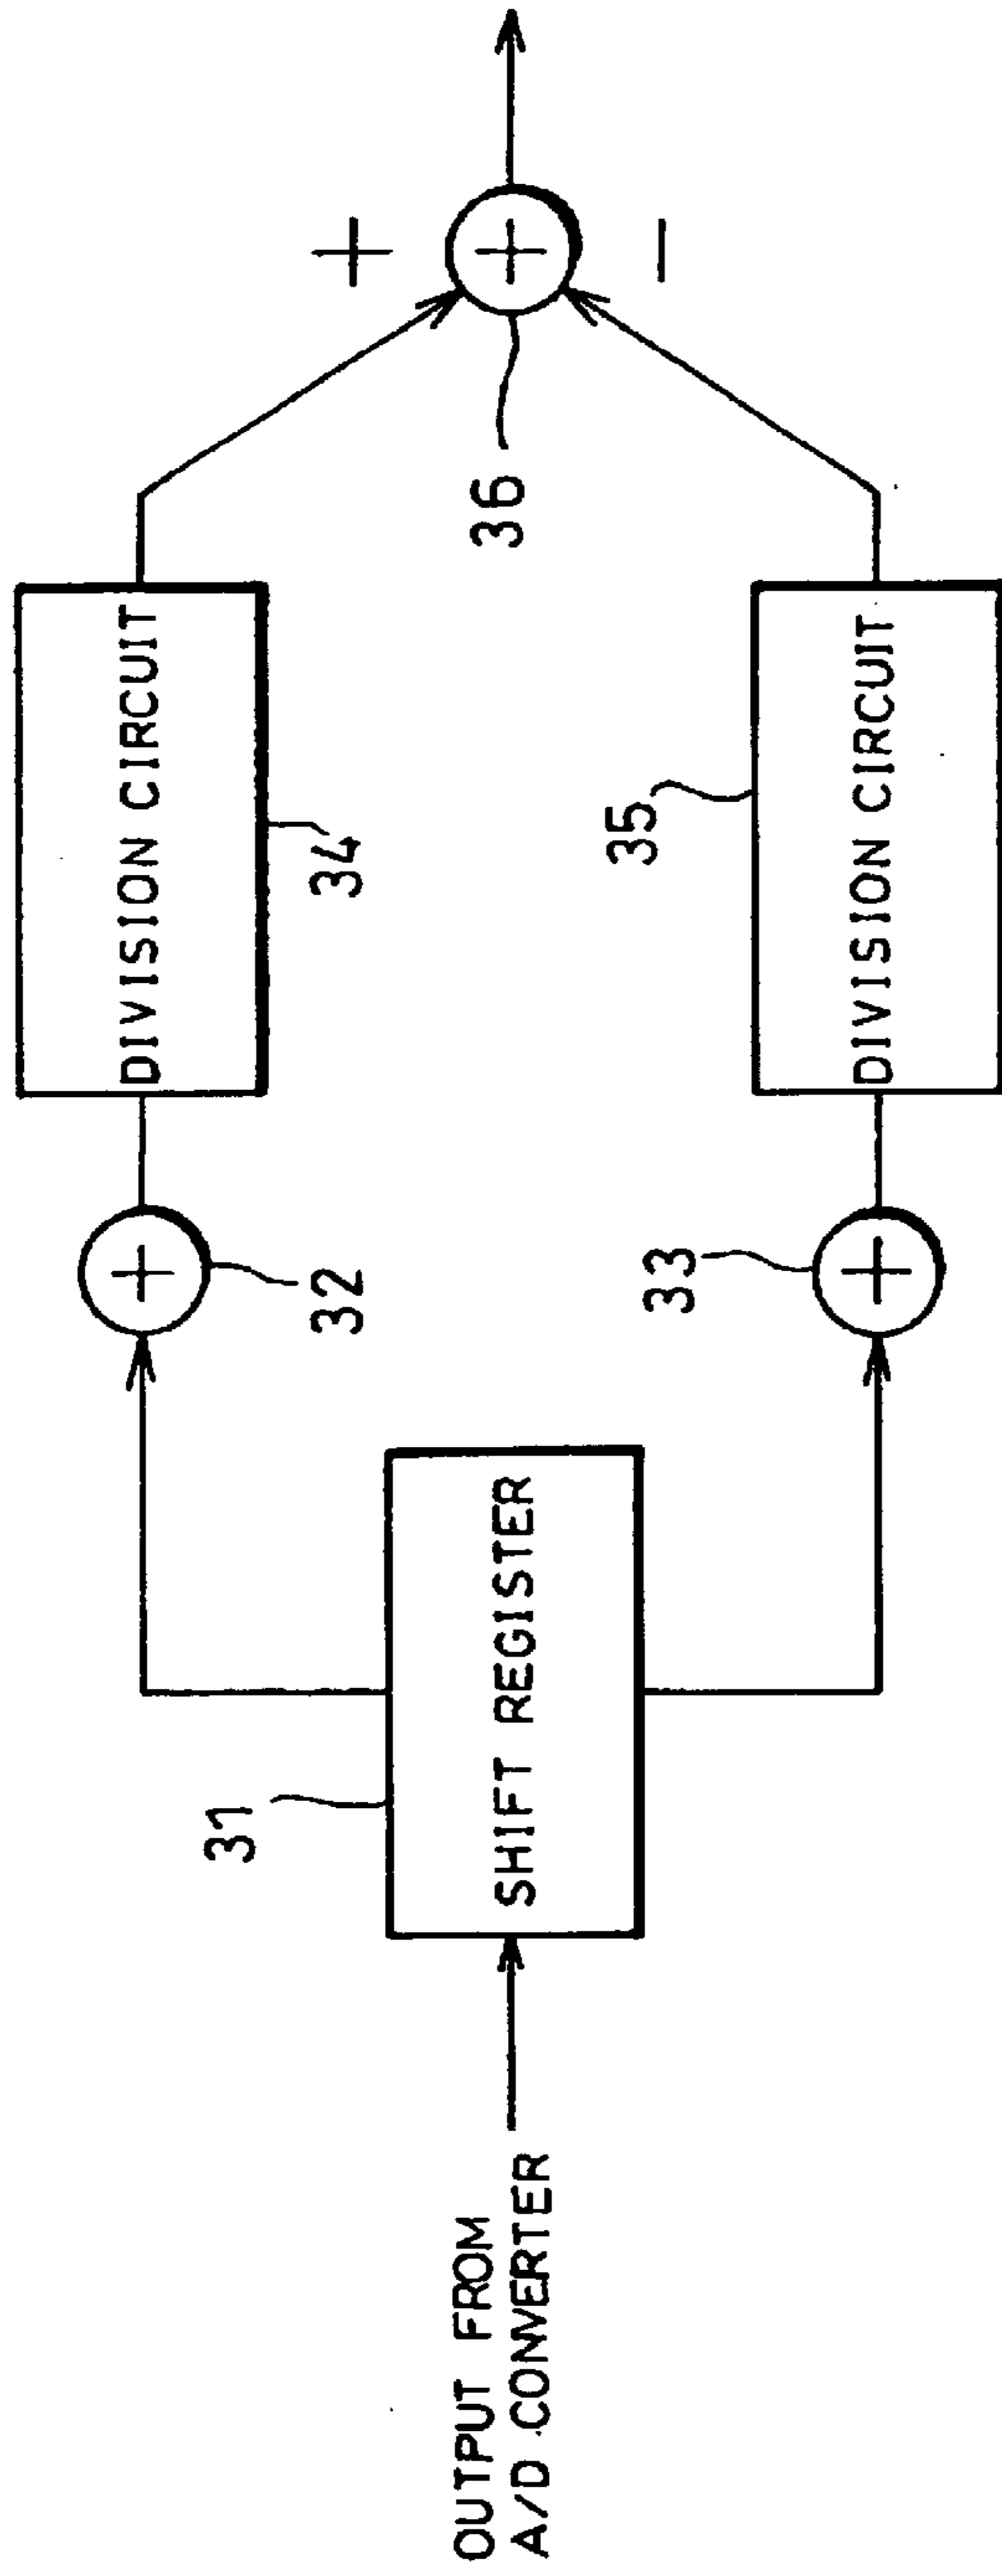 OUTPUT FROM
A/D CONVERTER
31
SHIFT REGISTER
32
33
DIVISION CIRCUIT
34
35
DIVISION CIRCUIT
36
+
−